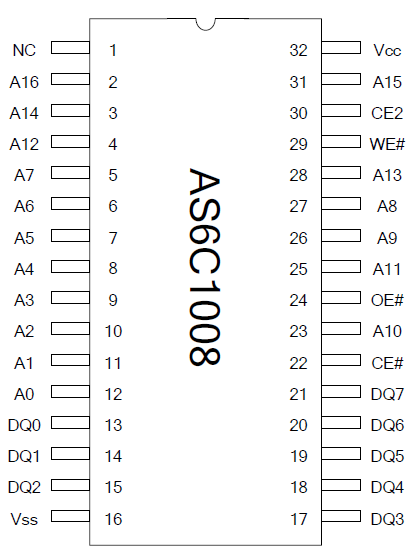 NC 1 32 Vcc
A16 2 31 A15
A14 3 30 CE2
A12 4 29 WE#
A7 5 28 A13
A6 6 27 A8
A5 7 26 A9
A4 8 25 A11
A3 9 24 OE#
A2 10 23 A10
A1 11 22 CE#
A0 12 21 DQ7
DQ0 13 20 DQ6
DQ1 14 19 DQ5
DQ2 15 18 DQ4
Vss 16 17 DQ3
AS6C1008